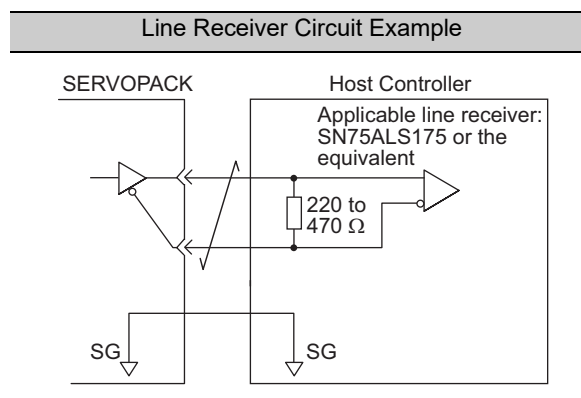 Line Receiver Circuit Example
SERVOPACK
Host Controller
Applicable line receiver:
SN75ALS175 or the
equivalent
220 to
470 Ω
SG
SG